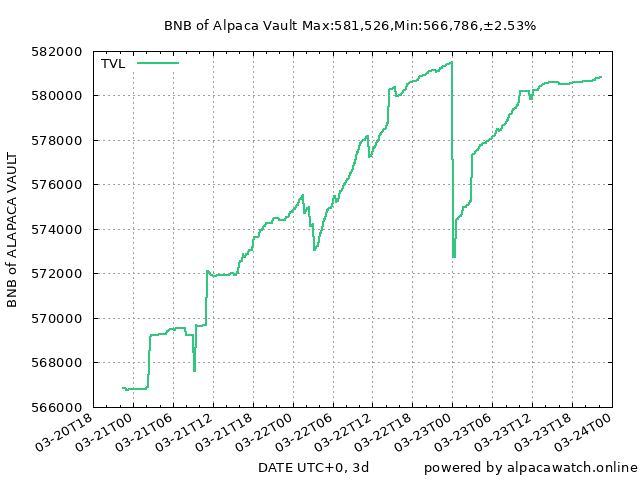 BNB of Alpaca Vault Max:581,526,Min:566,786,±2.53%
TVL
582000
580000
578000
576000
574000
572000
570000
568000
566000
BNB of ALAPACA VAULT
03-20T18
03-21T00
03-21T06
03-21T12
03-21T18
03-22T00
03-22T06
03-22T12
03-22T18
03-23T00
03-23T06
03-23T12
03-23T18
03-24T00
DATE UTC+0, 3d
powered by alpacawatch.online